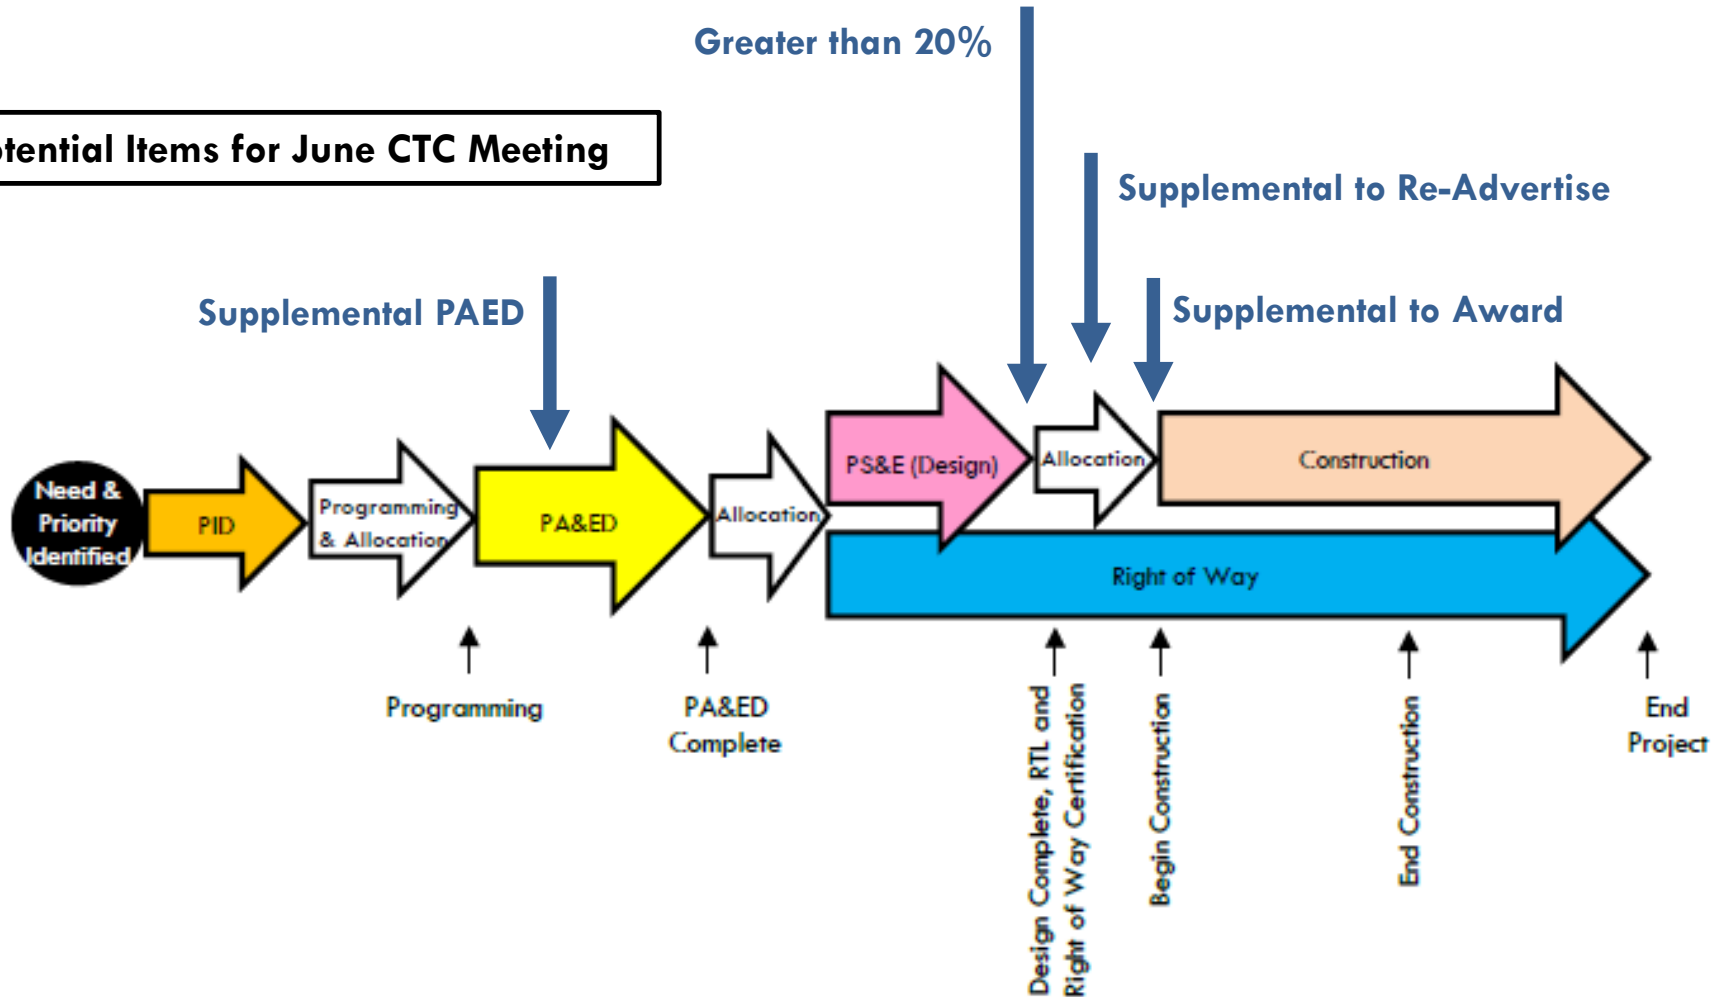 Greater than 20%
otential Items for June CTC Meeting
Supplemental to Re-Advertise
Supplemental PAED
Supplemental to Award
Need &
Priority
Identified
PID
Programming
& Allocation
PA&ED
Allocation
PS&E (Design)
Allocation
Construction
Right of Way
Programming
PA&ED
Complete
Design Complete, RTL and
Right of Way Certification
Begin Construction
End Construction
End
Project